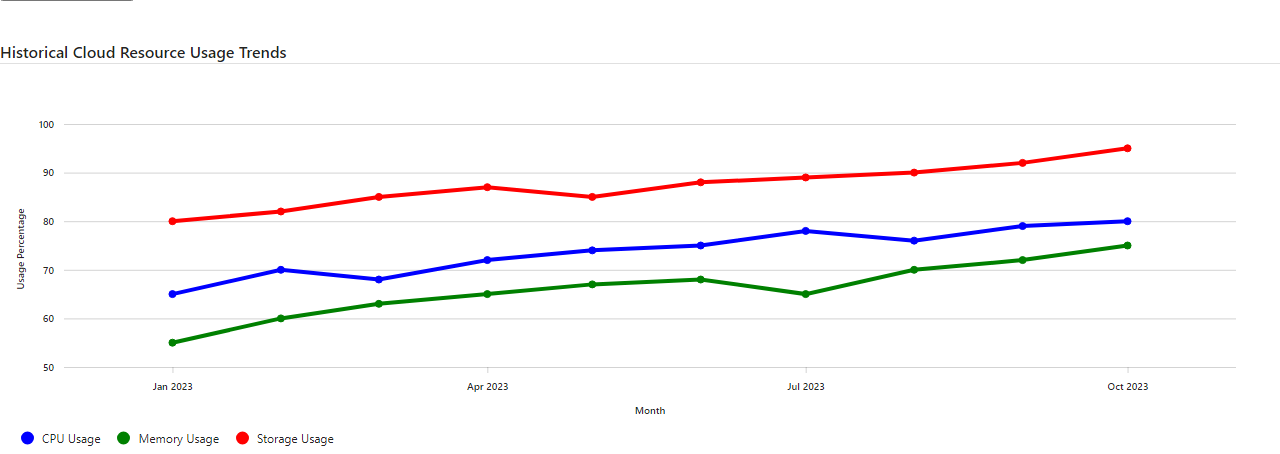 Historical Cloud Resource Usage Trends
100
90
80
70
60
50
Usage Percentage
Jan 2023
Apr 2023
Jul 2023
Oct 2023
Month
CPU Usage
Memory Usage
Storage Usage